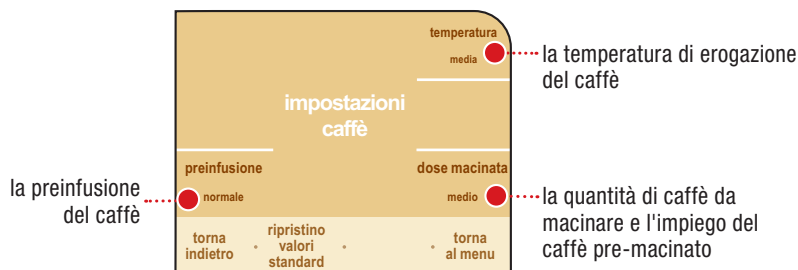 temperatura
media
la temperatura di erogazione
del caffè
impostazioni
caffè
preinfusione
normale
la preinfusione
del caffè
dose macinata
medio
la quantità di caffè da
macinare e l'impiego del
caffè pre-macinato
torna
indietro
ripristino
valori
standard
torna
al menu